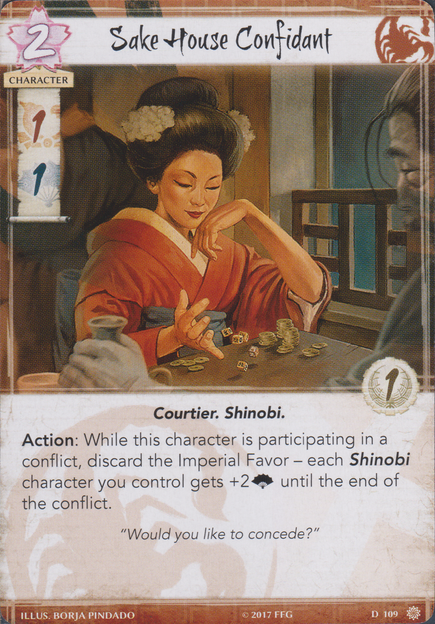 2
Sake House Confidant
CHARACTER
1
1
1
Courtier. Shinobi.
Action: While this character is participating in a
conflict, discard the Imperial Favor – each Shinobi
character you control gets +2 until the end of
the conflict.
“Would you like to concede?”
ILLUS. BORJA PINDADO © 2017 FFG D 109